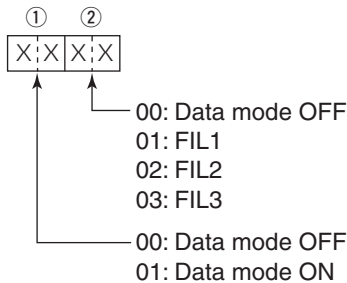 ① ②
X X X X
00: Data mode OFF
01: FIL1
02: FIL2
03: FIL3
00: Data mode OFF
01: Data mode ON